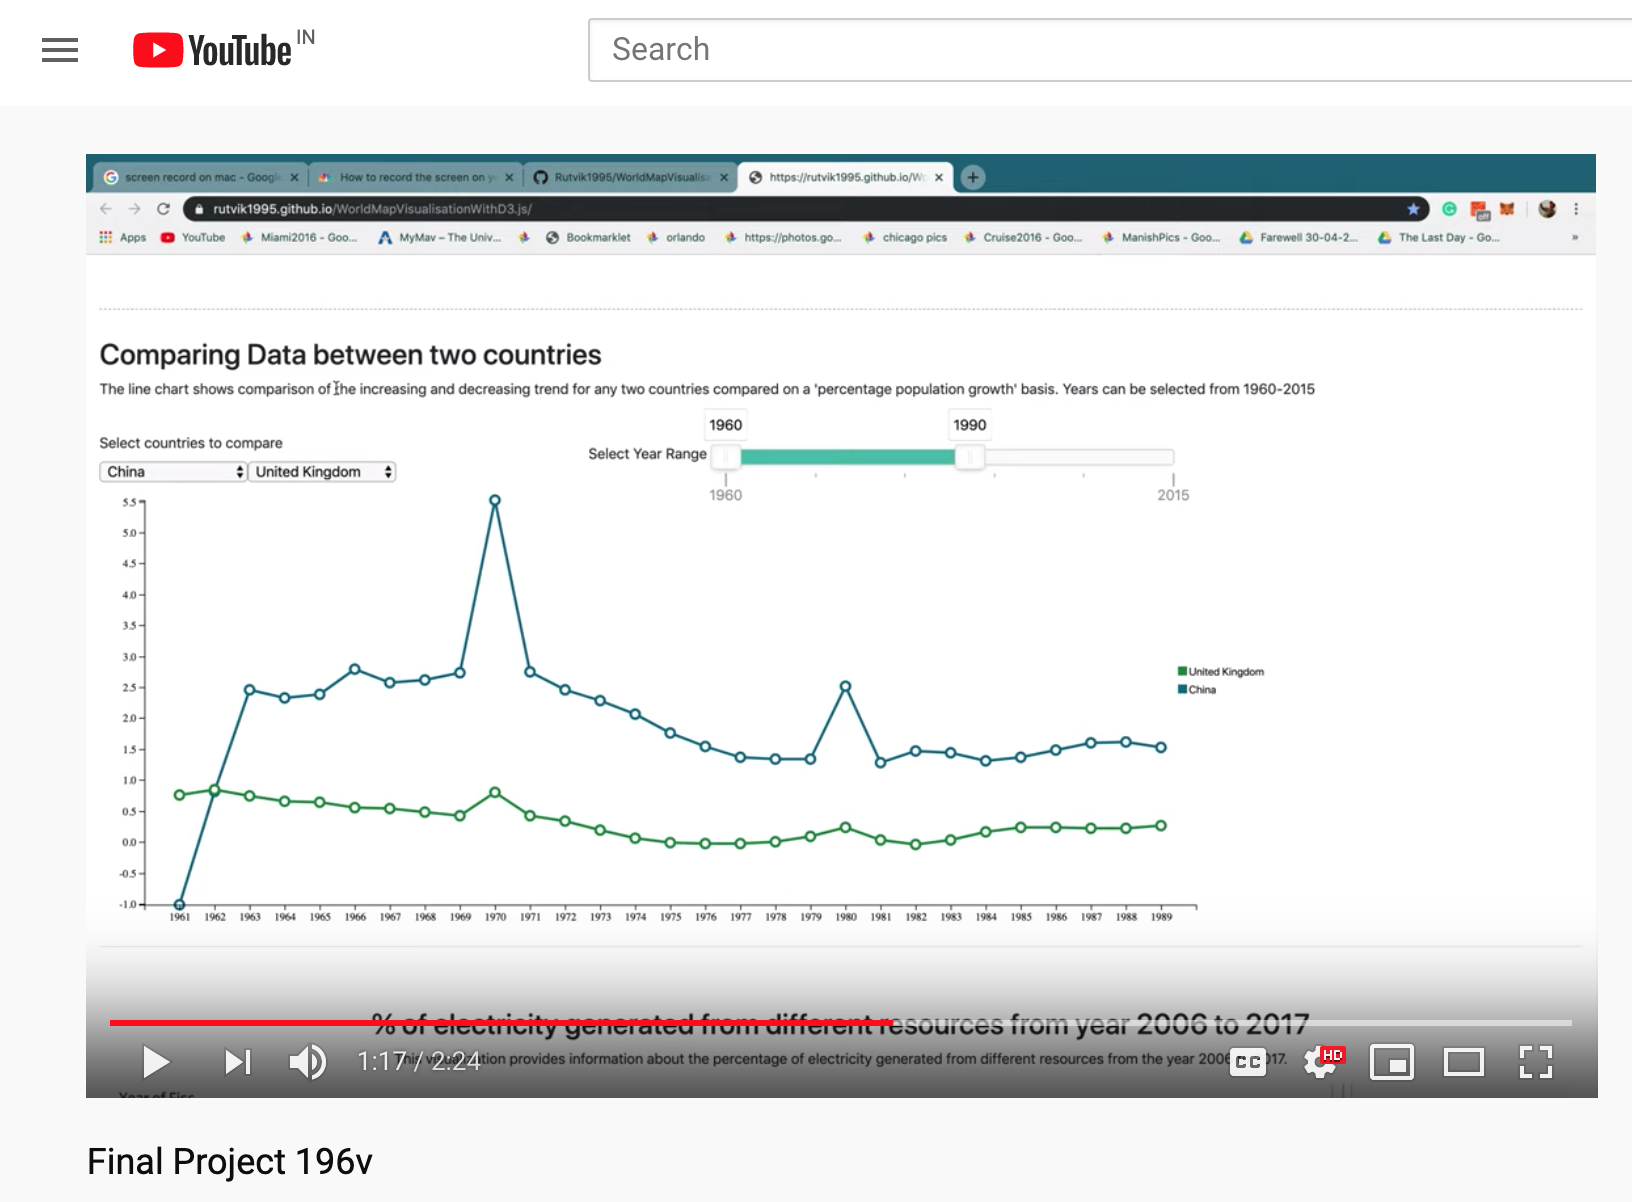 YouTube IN
Search
screen record on mac - Googl
How to record the screen on y
Rutvik1995/WorldMapVisualisa
https://rutvik1995.github.io/Wo
rutvik1995.github.io/WorldMapVisualisationWithD3.js/
off
Apps YouTube Miami2016 - Goo... MyMav – The Univ... Bookmarklet orlando https://photos.go... chicago pics Cruise2016 - Goo... ManishPics - Goo... Farewell 30-04-2... The Last Day - Go... »
Comparing Data between two countries
The line chart shows comparison of the increasing and decreasing trend for any two countries compared on a 'percentage population growth' basis. Years can be selected from 1960-2015
1960 1990
Select countries to compare
Select Year Range
China United Kingdom
1960 2015
5.5
5.0
4.5
4.0
3.5
3.0
2.5
2.0
1.5
1.0
0.5
0.0
-0.5
-1.0
United Kingdom
China
1961 1962 1963 1964 1965 1966 1967 1968 1969 1970 1971 1972 1973 1974 1975 1976 1977 1978 1979 1980 1981 1982 1983 1984 1985 1986 1987 1988 1989
% of electricity generated from different resources from year 2006 to 2017
This visualization provides information about the percentage of electricity generated from different resources from the year 2006 2017.
1:17 / 2:24
CC
HD
Year of
Final Project 196v